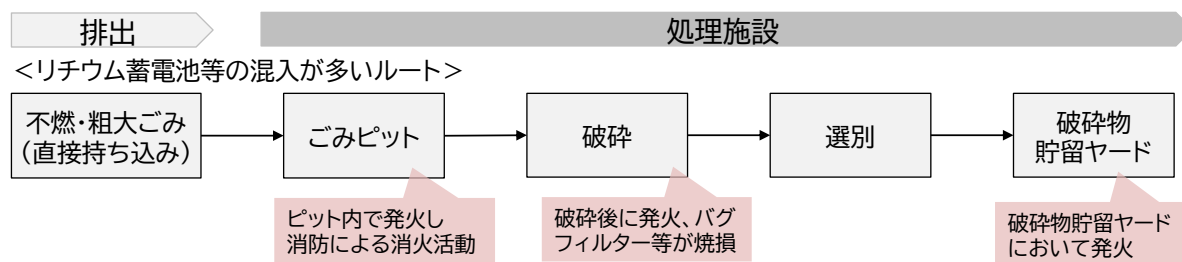 排出
処理施設
＜リチウム蓄電池等の混入が多いルート＞
不燃・粗大ごみ
（直接持ち込み）
ごみピット
破砕
選別
破砕物
貯留ヤード
ピット内で発火し
消防による消火活動
破砕後に発火、バグ
フィルター等が焼損
破砕物貯留ヤード
において発火